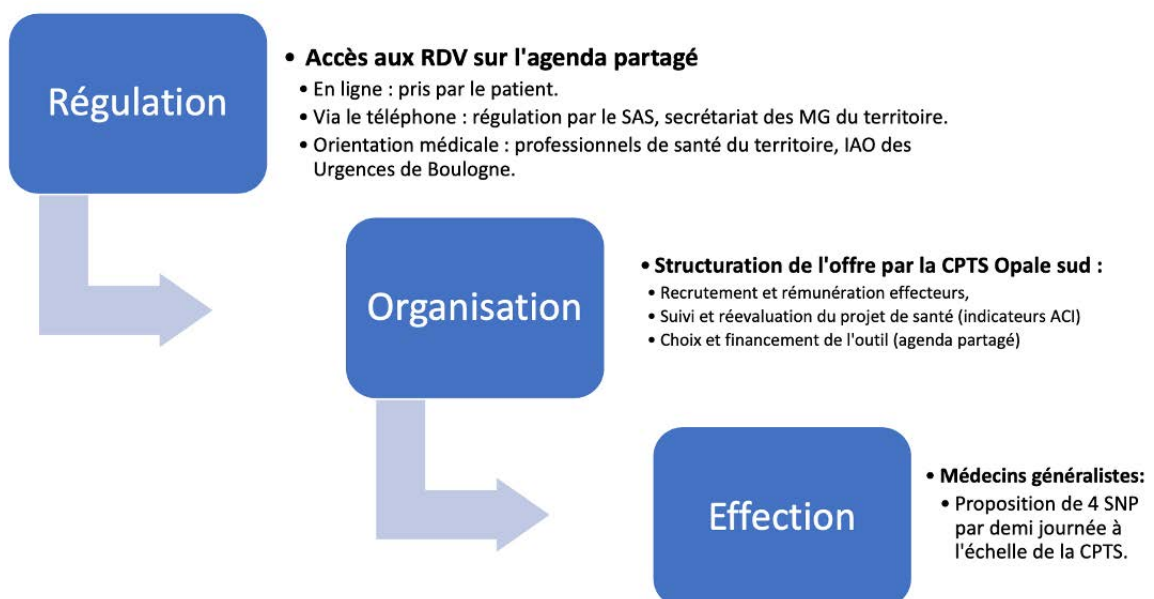 Régulation
• Accès aux RDV sur l'agenda partagé
• En ligne : pris par le patient.
• Via le téléphone : régulation par le SAS, secrétariat des MG du territoire.
• Orientation médicale : professionnels de santé du territoire, IAO des
Urgences de Boulogne.
Organisation
• Structuration de l'offre par la CPTS Opale sud :
• Recrutement et rémunération effecteurs,
• Suivi et réevaluation du projet de santé (indicateurs ACI)
• Choix et financement de l'outil (agenda partagé)
Effection
• Médecins généralistes:
• Proposition de 4 SNP
par demi journée à
l'échelle de la CPTS.